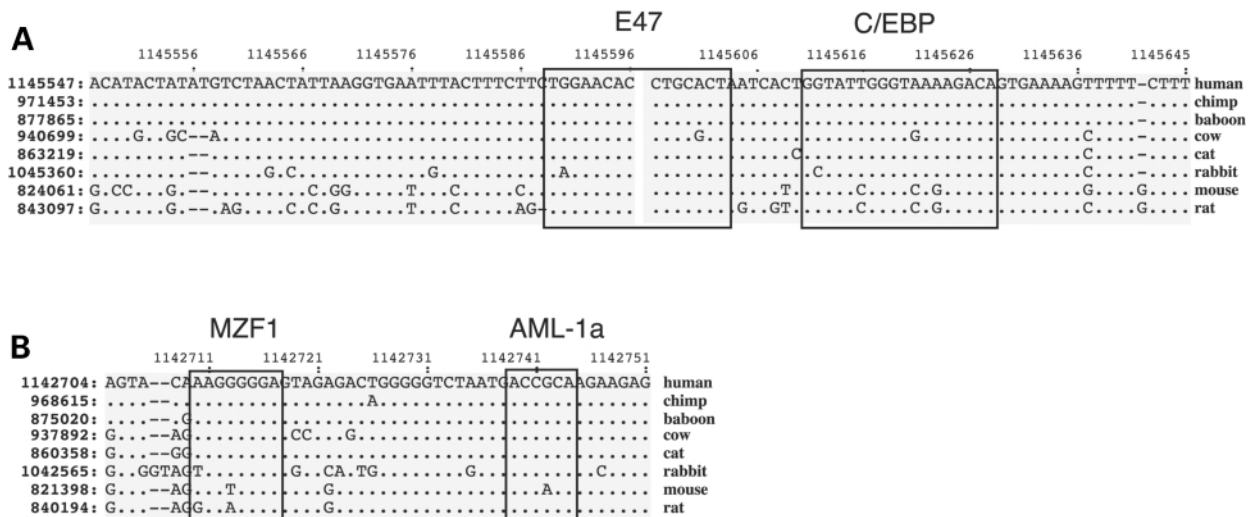 A
E47 C/EBP
1145556 1145566 1145576 1145586 1145596 1145606 1145616 1145626 1145636 1145645
1145547: ACATACTATATGTCTAACTATTAAGGTGAATTTACTTTCTTCTGGAACAC CTGCACTAATCACTGGTATTGGGTAAAAGACAGTGAAAAGTTTTT-CTTT human
971453: .................................................. .............................................-.... chimp
877865: .................................................. .............................................-.... baboon
940699: ....G..GC--A...................................... ....G...................G...............C....-.... cow
863219: .........--....................................... .............C..........................C....-.... cat
1045360: ................G.C............G...........A...... ...............C........................C....-.... rabbit
824061: G.CC...G.--.........C.GG.....T...C.....C.......... ............T......C....C.G.............G....G.... mouse
843097: G......G.--.AG....C.C.G......T...C.....AG-........ ........G..GT......C....C.G.............C....G.... rat
B
MZF1 AML-1a
1142711 1142721 1142731 1142741 1142751
1142704: AGTA--CAAAGGGGGAGTAGAGACTGGGGGTCTAATGACCGCAAGAAGAG human
968615: ....--..................A......................... chimp
875020: ....--.G.......................................... baboon
937892: G...--AG.........CC...G........................... cow
860358: G...--GG.......................................... cat
1042565: G..GGTAGT........G..CA.TG........G...........C.... rabbit
821398: G...--AG...T........G...................A......... mouse
840194: G...--AGG..A........G............................. rat